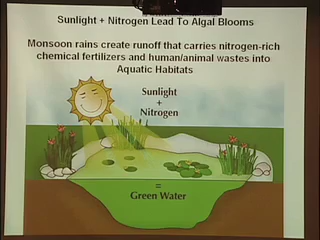 Sunlight + Nitrogen Lead To Algal Blooms
Monsoon rains create runoff that carries nitrogen-rich
chemical fertilizers and human/animal wastes into
Aquatic Habitats
Sunlight
+
Nitrogen
=
Green Water